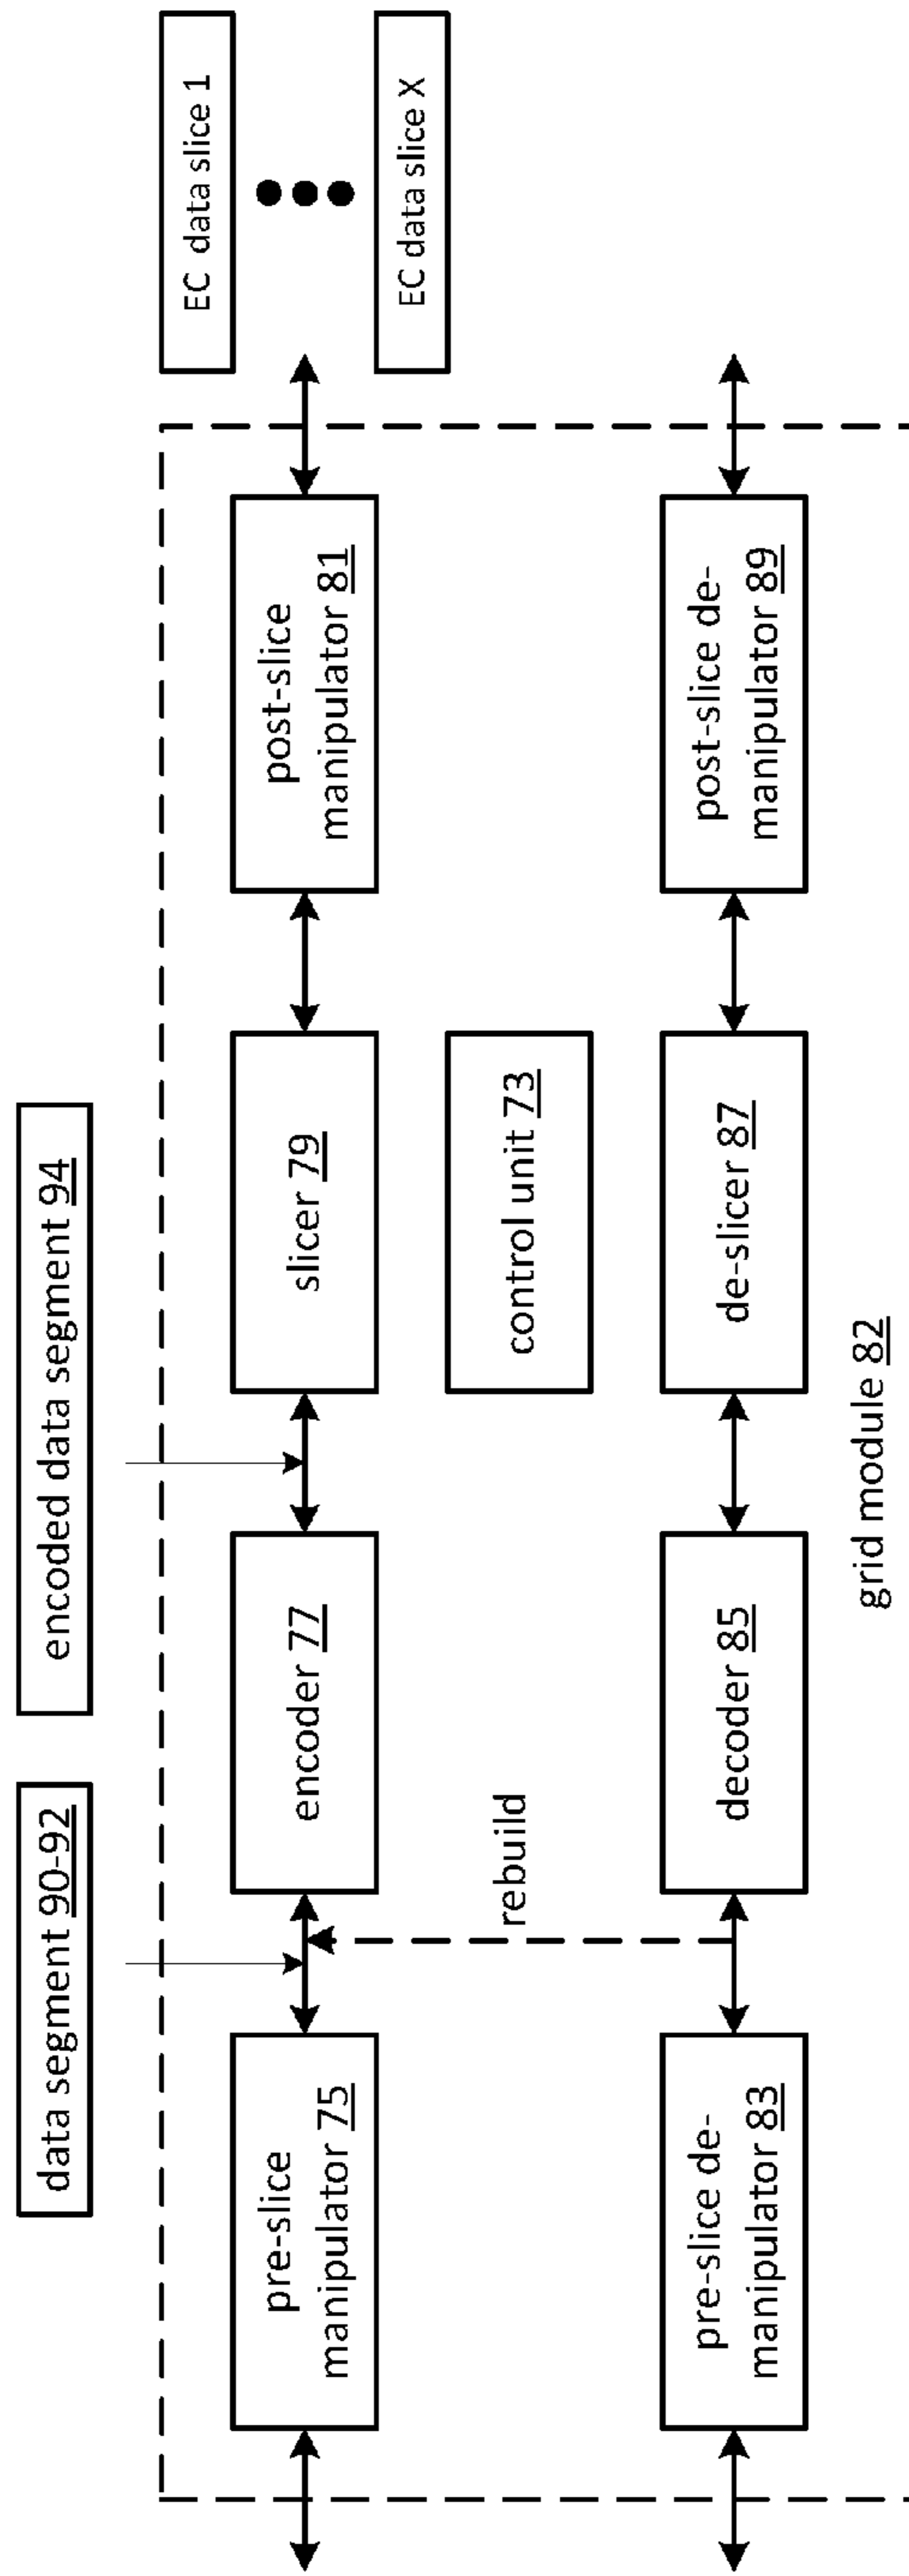 data segment 90-92
encoded data segment 94
pre-slice
manipulator 75
encoder 77
slicer 79
post-slice
manipulator 81
EC data slice 1
EC data slice X
rebuild
control unit 73
pre-slice de-
manipulator 83
decoder 85
de-slicer 87
post-slice de-
manipulator 89
grid module 82